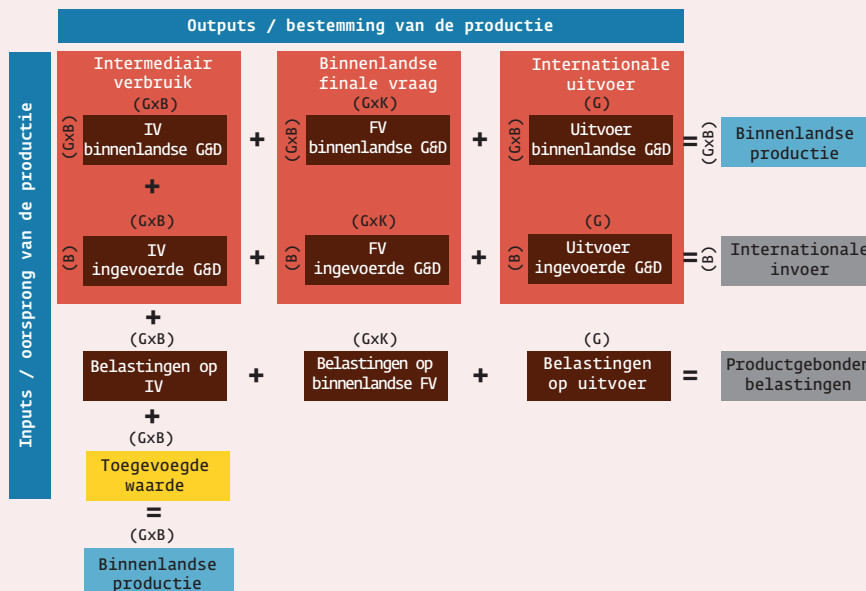 Outputs / bestemming van de productie
Inputs / oorsprong van de productie
Intermediair
verbruik
Binnenlandse
finale vraag
Internationale
uitvoer
(GxB)
(GxK)
(G)
(GxB)
IV
binnenlandse G&D
+
(GxB)
FV
binnenlandse G&D
+
(GxB)
Uitvoer
binnenlandse G&D
=
(GxB)
Binnenlandse
productie
+
(GxB)
(GxK)
(G)
(B)
IV
ingevoerde G&D
+
(B)
FV
ingevoerde G&D
+
(B)
Uitvoer
ingevoerde G&D
=
(B)
Internationale
invoer
+
(GxB)
(GxK)
(G)
Belastingen op
IV
+
Belastingen op
binnenlandse FV
+
Belastingen
op uitvoer
=
Productgebonden
belastingen
+
(GxB)
Toegevoegde
waarde
=
(GxB)
Binnenlandse
productie